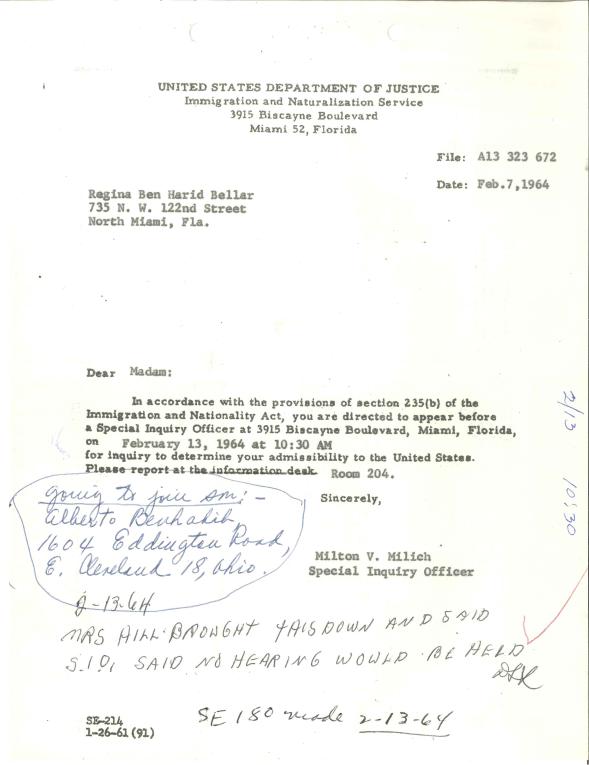 UNITED STATES DEPARTMENT OF JUSTICE
Immigration and Naturalization Service
3915 Biscayne Boulevard
Miami 52, Florida
File: A13 323 672
Date: Feb.7,1964
Regina Ben Harid Bellar
735 N. W. 122nd Street
North Miami, Fla.
Dear Madam:
In accordance with the provisions of section 235(b) of the
Immigration and Nationality Act, you are directed to appear before
a Special Inquiry Officer at 3915 Biscayne Boulevard, Miami, Florida,
on February 13, 1964 at 10:30 AM
for inquiry to determine your admissibility to the United States.
Please report at the information desk Room 204.
2/13 10:30
Sincerely,
going to join son:-
Alberto Benhabib
1604 Eddington Road,
E. Cleveland 18, Ohio.
Milton V. Milich
Special Inquiry Officer
2-13-64
MRS HILL BROUGHT THIS DOWN AND SAID
S.I.O. SAID NO HEARING WOULD BE HELD
SE 180 made 2-13-64
SE-214
1-26-61(91)